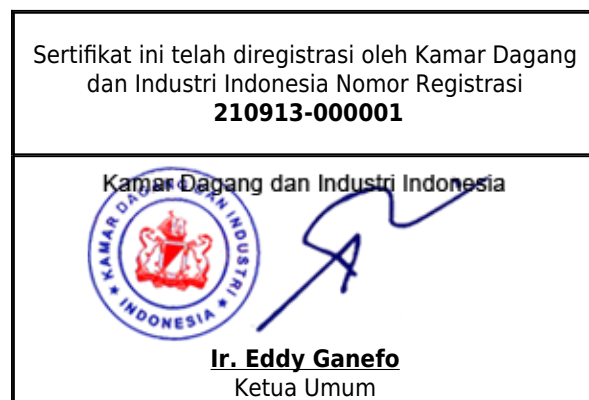 Sertifikat ini telah diregistrasi oleh Kamar Dagang
dan Industri Indonesia Nomor Registrasi
210913-000001
Kamar Dagang dan Industri Indonesia
KAMAR DAGANG DAN INDUSTRI
INDONESIA
Ir. Eddy Ganefo
Ketua Umum